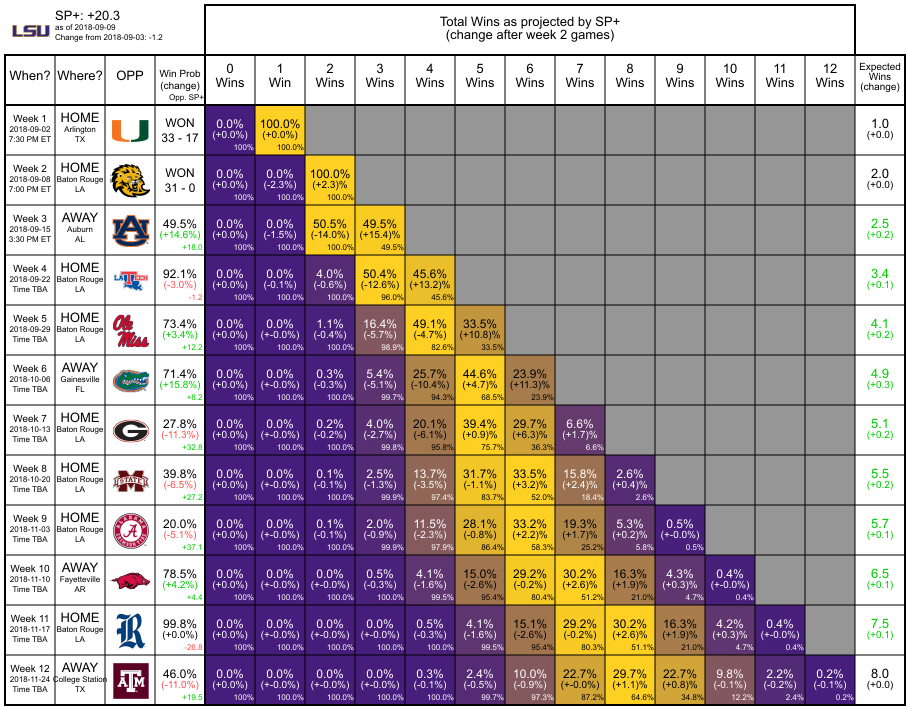 LSU
SP+: +20.3
as of 2018-09-09
Change from 2018-09-03: -1.2
Total Wins as projected by SP+
(change after week 2 games)
When? Where? OPP Win Prob (change) Opp. SP+ 0 Wins 1 Win 2 Wins 3 Wins 4 Wins 5 Wins 6 Wins 7 Wins 8 Wins 9 Wins 10 Wins 11 Wins 12 Wins Expected Wins (change)
Week 1 HOME U WON 0.0% 100.0% 1.0
2018-09-02 Arlington 33 - 17 (+0.0%) (+0.0%) (+0.0)
7:30 PM ET TX 100% 100.0%
Week 2 HOME WON 0.0% 0.0% 100.0% 2.0
2018-09-08 Baton Rouge 31 - 0 (+0.0%) (-2.3%) (+2.3)% (+0.0)
7:00 PM ET LA 100% 100.0% 100.0%
Week 3 AWAY AU 49.5% 0.0% 0.0% 50.5% 49.5% 2.5
2018-09-15 Auburn (+14.6%) (+0.0%) (-1.5%) (-14.0%) (+15.4)% (+0.2)
3:30 PM ET AL +18.0 100% 100.0% 100.0% 49.5%
Week 4 HOME LA TECH 92.1% 0.0% 0.0% 4.0% 50.4% 45.6% 3.4
2018-09-22 Baton Rouge (-3.0%) (+0.0%) (-0.1%) (-0.6%) (-12.6%) (+13.2)% (+0.1)
Time TBA LA -1.2 100% 100.0% 100.0% 96.0% 45.6%
Week 5 HOME Ole Miss 73.4% 0.0% 0.0% 1.1% 16.4% 49.1% 33.5% 4.1
2018-09-29 Baton Rouge (+3.4%) (+0.0%) (+-0.0%) (-0.4%) (-5.7%) (-4.7%) (+10.8)% (+0.2)
Time TBA LA +12.2 100% 100.0% 100.0% 98.9% 82.6% 33.5%
Week 6 AWAY Gators 71.4% 0.0% 0.0% 0.3% 5.4% 25.7% 44.6% 23.9% 4.9
2018-10-06 Gainesville (+15.8%) (+0.0%) (+-0.0%) (-0.3%) (-5.1%) (-10.4%) (+4.7)% (+11.3)% (+0.3)
Time TBA FL +8.2 100% 100.0% 100.0% 99.7% 94.3% 68.5% 23.9%
Week 7 HOME G 27.8% 0.0% 0.0% 0.2% 4.0% 20.1% 39.4% 29.7% 6.6% 5.1
2018-10-13 Baton Rouge (-11.3%) (+0.0%) (+-0.0%) (-0.2%) (-2.7%) (-6.1%) (+0.9)% (+6.3)% (+1.7)% (+0.2)
Time TBA LA +32.8 100% 100.0% 100.0% 99.8% 95.8% 75.7% 36.3% 6.6%
Week 8 HOME STATE 39.8% 0.0% 0.0% 0.1% 2.5% 13.7% 31.7% 33.5% 15.8% 2.6% 5.5
2018-10-20 Baton Rouge (-6.5%) (+0.0%) (+-0.0%) (-0.1%) (-1.3%) (-3.5%) (-1.1%) (+3.2)% (+2.4)% (+0.4)% (+0.2)
Time TBA LA +27.2 100% 100.0% 100.0% 99.9% 97.4% 83.7% 52.0% 18.4% 2.6%
Week 9 HOME A 20.0% 0.0% 0.0% 0.1% 2.0% 11.5% 28.1% 33.2% 19.3% 5.3% 0.5% 5.7
2018-11-03 Baton Rouge (-5.1%) (+0.0%) (+-0.0%) (-0.1%) (-0.9%) (-2.3%) (-0.8%) (+2.2)% (+1.7)% (+0.2)% (+-0.0%) (+0.1)
Time TBA LA +37.1 100% 100.0% 100.0% 99.9% 97.9% 86.4% 58.3% 25.2% 5.8% 0.5%
Week 10 AWAY 78.5% 0.0% 0.0% 0.0% 0.5% 4.1% 15.0% 29.2% 30.2% 16.3% 4.3% 0.4% 6.5
2018-11-10 Fayetteville (+4.2%) (+0.0%) (+-0.0%) (+-0.0%) (-0.3%) (-1.6%) (-2.6%) (-0.2%) (+2.6)% (+1.9)% (+0.3)% (+-0.0%) (+0.1)
Time TBA AR +4.4 100% 100.0% 100.0% 100.0% 99.5% 95.4% 80.4% 51.2% 21.0% 4.7% 0.4%
Week 11 HOME R 99.8% 0.0% 0.0% 0.0% 0.0% 0.5% 4.1% 15.1% 29.2% 30.2% 16.3% 4.2% 0.4% 7.5
2018-11-17 Baton Rouge (+0.0%) (+0.0%) (+-0.0%) (+-0.0%) (+-0.0%) (-0.3%) (-1.6%) (-2.6%) (-0.2%) (+2.6)% (+1.9)% (+0.3)% (+-0.0%) (+0.1)
Time TBA LA -26.8 100% 100.0% 100.0% 100.0% 100.0% 99.5% 95.4% 80.3% 51.1% 21.0% 4.7% 0.4%
Week 12 AWAY ATM 46.0% 0.0% 0.0% 0.0% 0.0% 0.3% 2.4% 10.0% 22.7% 29.7% 22.7% 9.8% 2.2% 0.2% 8.0
2018-11-24 College Station (-11.0%) (+0.0%) (+-0.0%) (+-0.0%) (+-0.0%) (-0.1%) (-0.5%) (-0.9%) (+-0.0%) (+1.1)% (+0.8)% (-0.1%) (-0.2%) (-0.1%) (+0.0)
Time TBA TX +19.5 100% 100.0% 100.0% 100.0% 100.0% 99.7% 97.3% 87.2% 64.6% 34.8% 12.2% 2.4% 0.2%